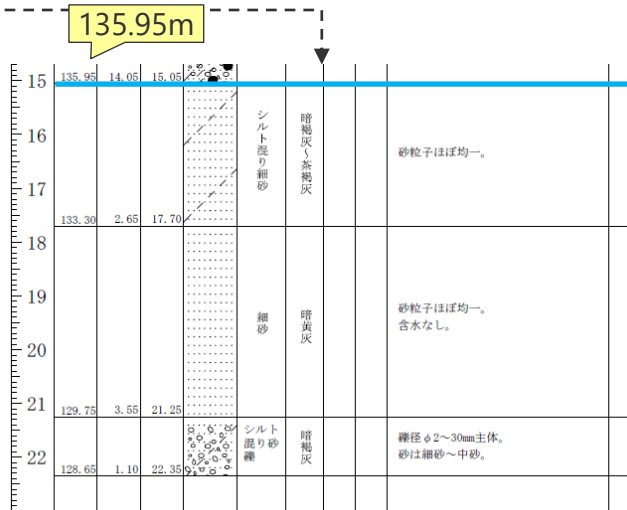 135.95m
15
135.95 14.05 15.05
16
シルト混り細砂
暗褐灰～茶褐灰
砂粒子ほぼ均一。
17
133.30 2.65 17.70
18
19
細砂
暗黄灰
砂粒子ほぼ均一。
含水なし。
20
21
129.75 3.55 21.25
シルト
混り砂
礫
暗褐灰
礫径φ2～30mm主体。
砂は細砂～中砂。
22
128.65 1.10 22.35